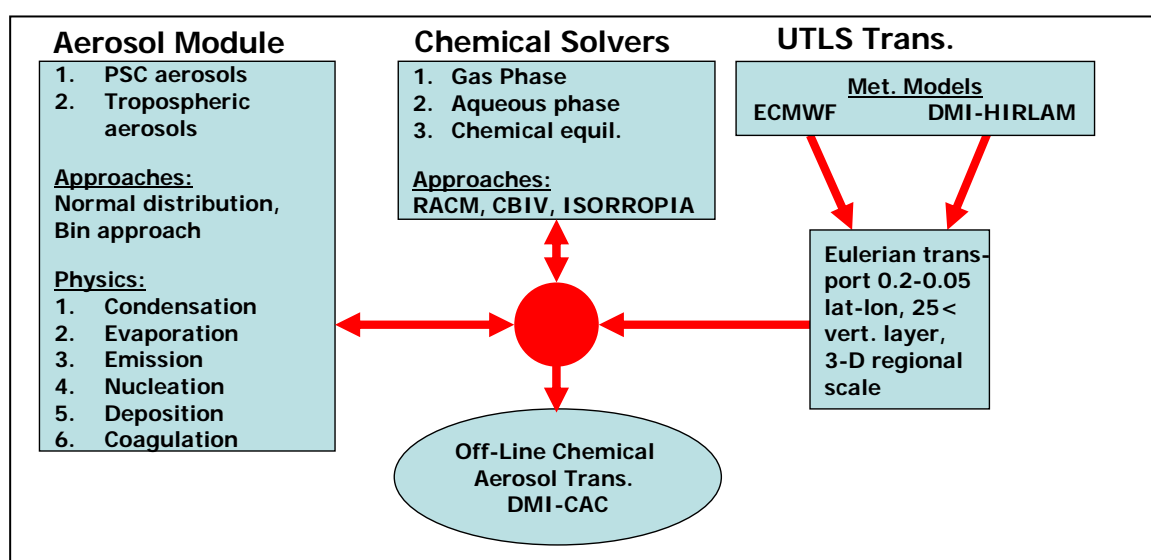 Aerosol Module
1. PSC aerosols
2. Tropospheric
aerosols
Approaches:
Normal distribution,
Bin approach
Physics:
1. Condensation
2. Evaporation
3. Emission
4. Nucleation
5. Deposition
6. Coagulation
Chemical Solvers
1. Gas Phase
2. Aqueous phase
3. Chemical equil.
Approaches:
RACM, CBIV, ISORROPIA
UTLS Trans.
Met. Models
ECMWF DMI-HIRLAM
Eulerian trans-
port 0.2-0.05
lat-lon, 25<
vert. layer,
3-D regional
scale
Off-Line Chemical
Aerosol Trans.
DMI-CAC